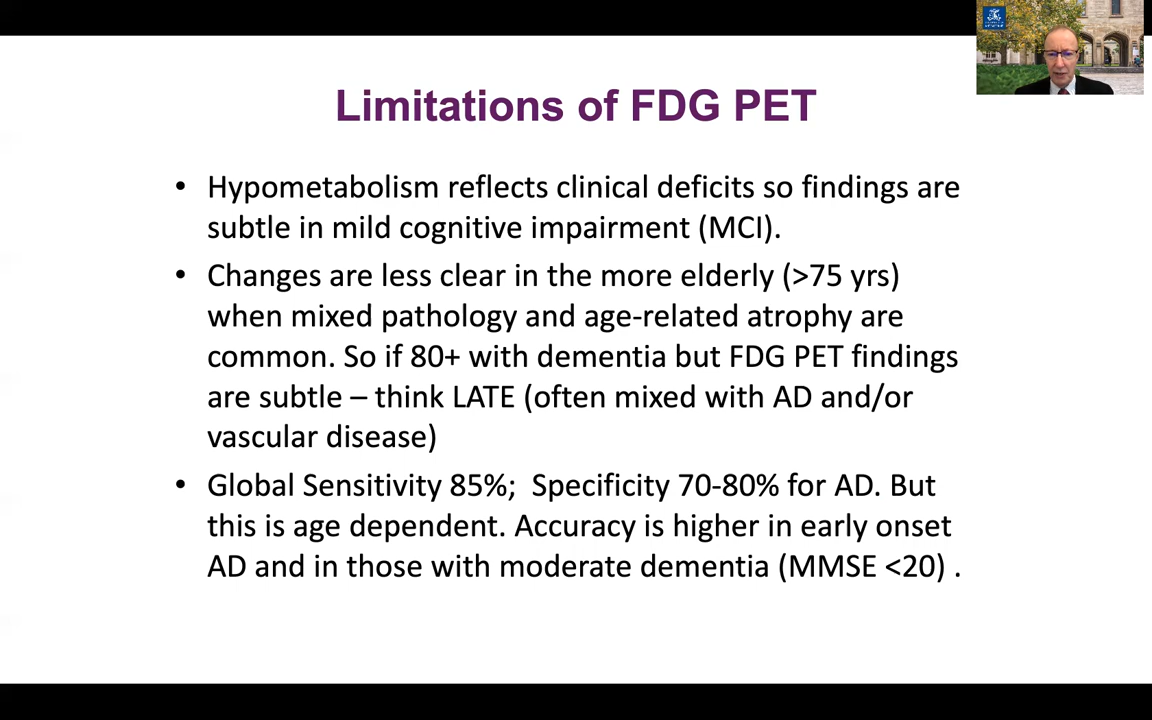 Limitations of FDG PET
• Hypometabolism reflects clinical deficits so findings are
subtle in mild cognitive impairment (MCI).
• Changes are less clear in the more elderly (>75 yrs)
when mixed pathology and age-related atrophy are
common. So if 80+ with dementia but FDG PET findings
are subtle – think LATE (often mixed with AD and/or
vascular disease)
• Global Sensitivity 85%;  Specificity 70-80% for AD. But
this is age dependent. Accuracy is higher in early onset
AD and in those with moderate dementia (MMSE <20) .